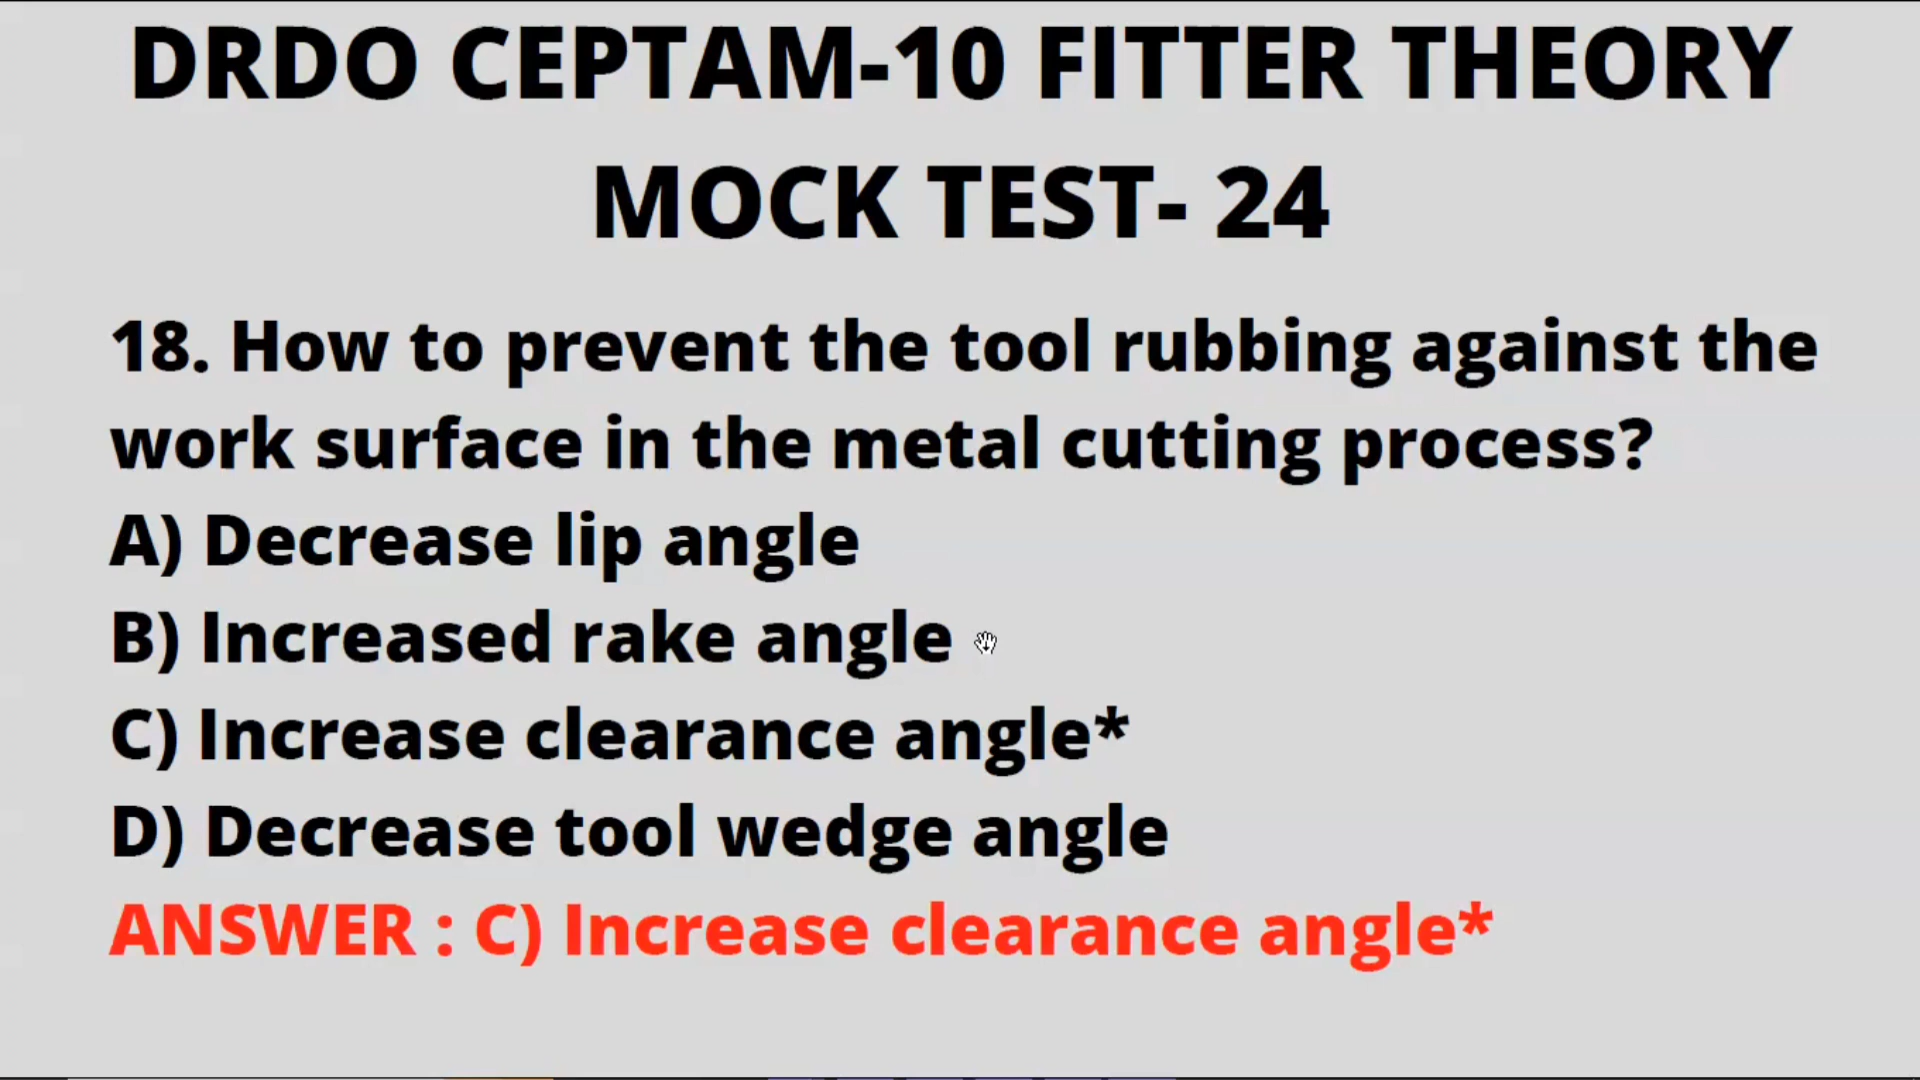 DRDO CEPTAM-10 FITTER THEORY
MOCK TEST- 24
18. How to prevent the tool rubbing against the
work surface in the metal cutting process?
A) Decrease lip angle
B) Increased rake angle
C) Increase clearance angle*
D) Decrease tool wedge angle
ANSWER : C) Increase clearance angle*